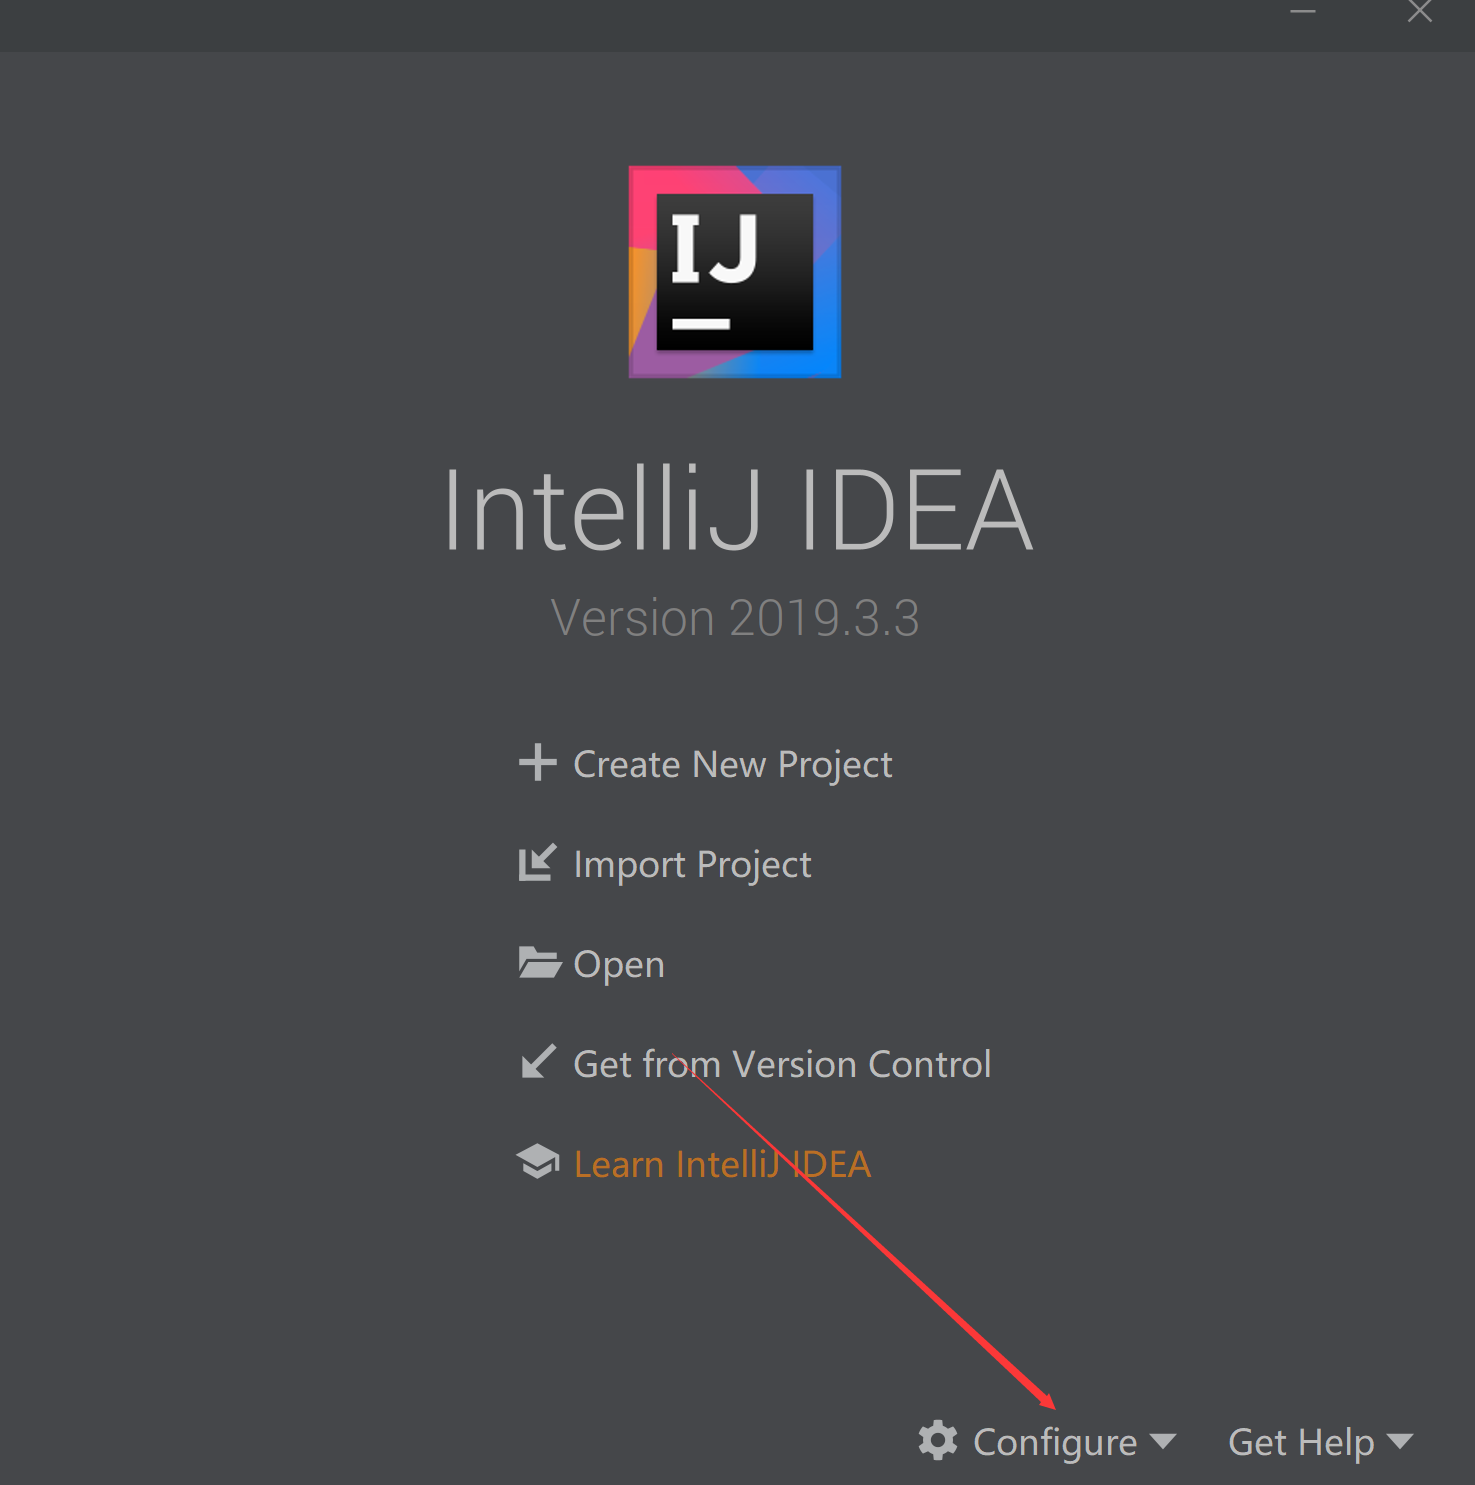 IJ
IntelliJ IDEA
Version 2019.3.3
Create New Project
Import Project
Open
Get from Version Control
Learn IntelliJ IDEA
Configure
Get Help